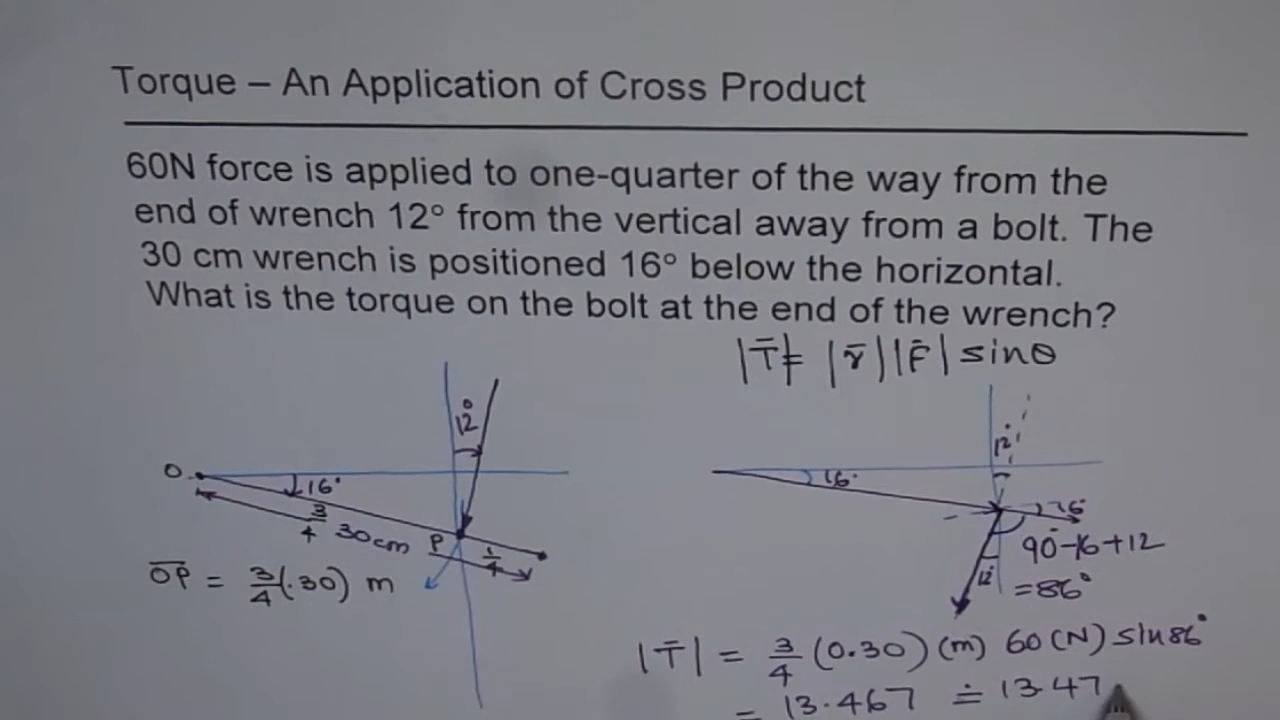 Torque – An Application of Cross Product
60N force is applied to one-quarter of the way from the
end of wrench 12° from the vertical away from a bolt. The
30 cm wrench is positioned 16° below the horizontal.
What is the torque on the bolt at the end of the wrench?
|T̄| = |r̄||F̄| sinθ
12°
O
16°
3/4 30cm
P
1/4
OP̅ = 3/4(.30) m
12°
16°
16°
90-16+12
12°
=86°
|T̄| = 3/4 (0.30) (m) 60(N) sin86°
= 13.467 ≐ 13.47